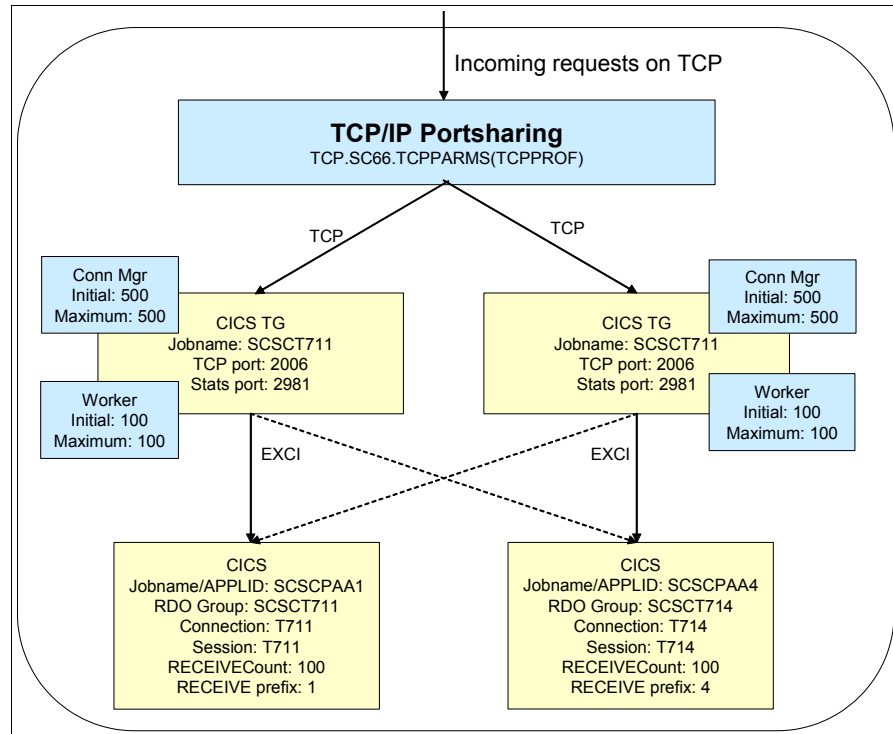 Incoming requests on TCP
TCP/IP Portsharing
TCP.SC66.TCPPARMS(TCPPROF)
TCP
TCP
Conn Mgr
Initial: 500
Maximum: 500
CICS TG
Jobname: SCSCT711
TCP port: 2006
Stats port: 2981
Worker
Initial: 100
Maximum: 100
Conn Mgr
Initial: 500
Maximum: 500
CICS TG
Jobname: SCSCT711
TCP port: 2006
Stats port: 2981
Worker
Initial: 100
Maximum: 100
EXCI
EXCI
CICS
Jobname/APPLID: SCSCPAA1
RDO Group: SCSCT711
Connection: T711
Session: T711
RECEIVECount: 100
RECEIVE prefix: 1
CICS
Jobname/APPLID: SCSCPAA4
RDO Group: SCSCT714
Connection: T714
Session: T714
RECEIVECount: 100
RECEIVE prefix: 4